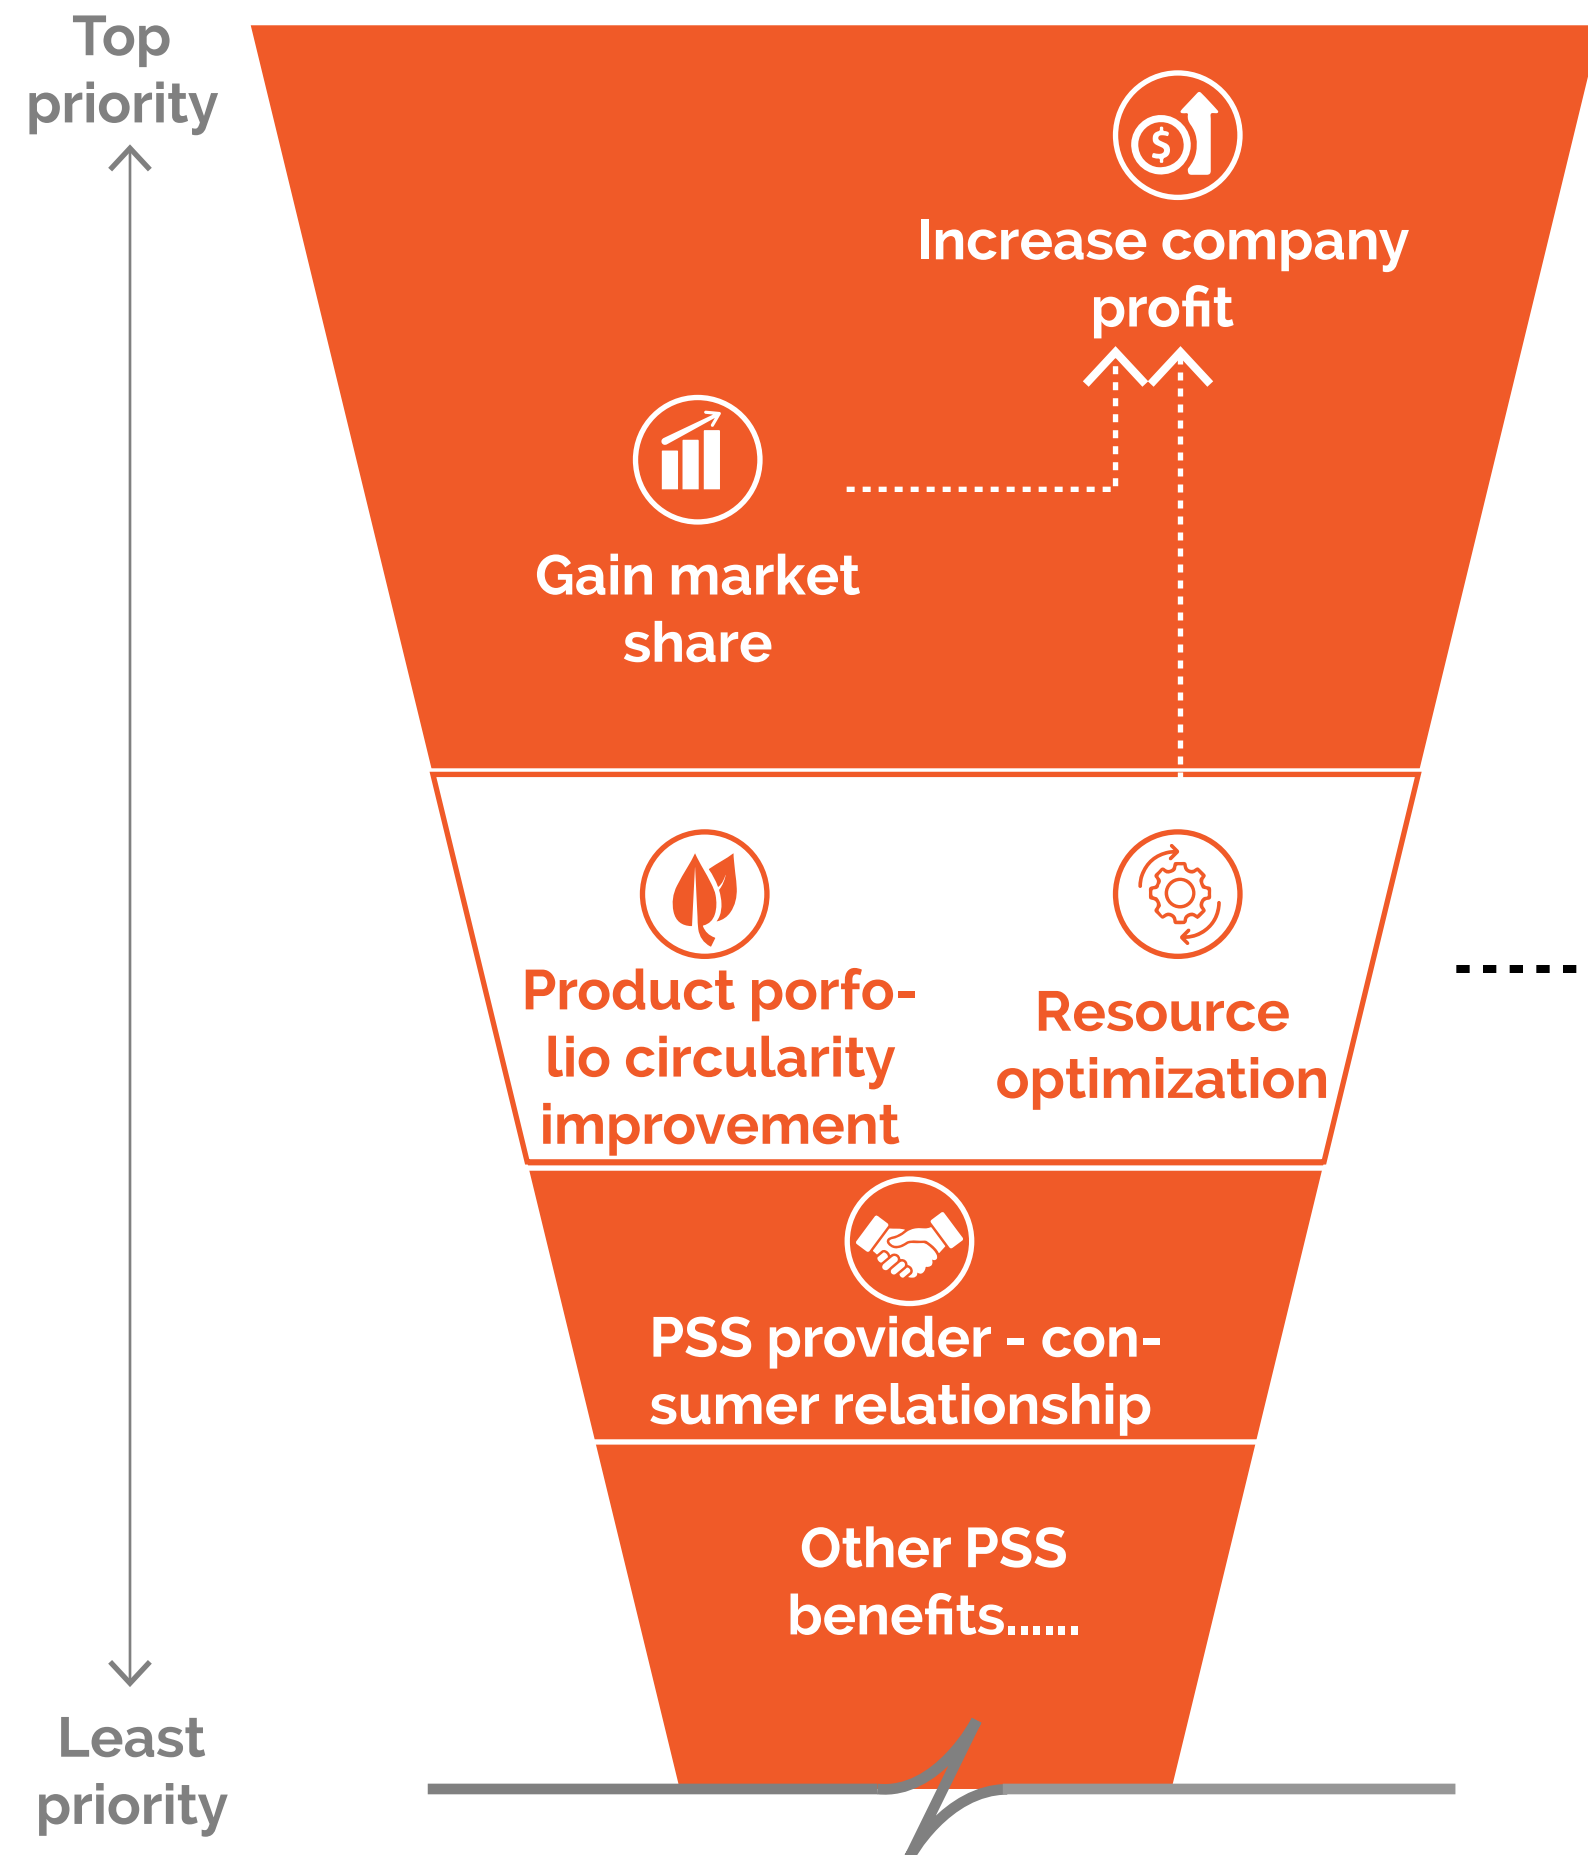 Top
priority
$
Increase company
profit
Gain market
share
Product porfo-
lio circularity
improvement
Resource
optimization
PSS provider - con-
sumer relationship
Other PSS
benefits......
Least
priority